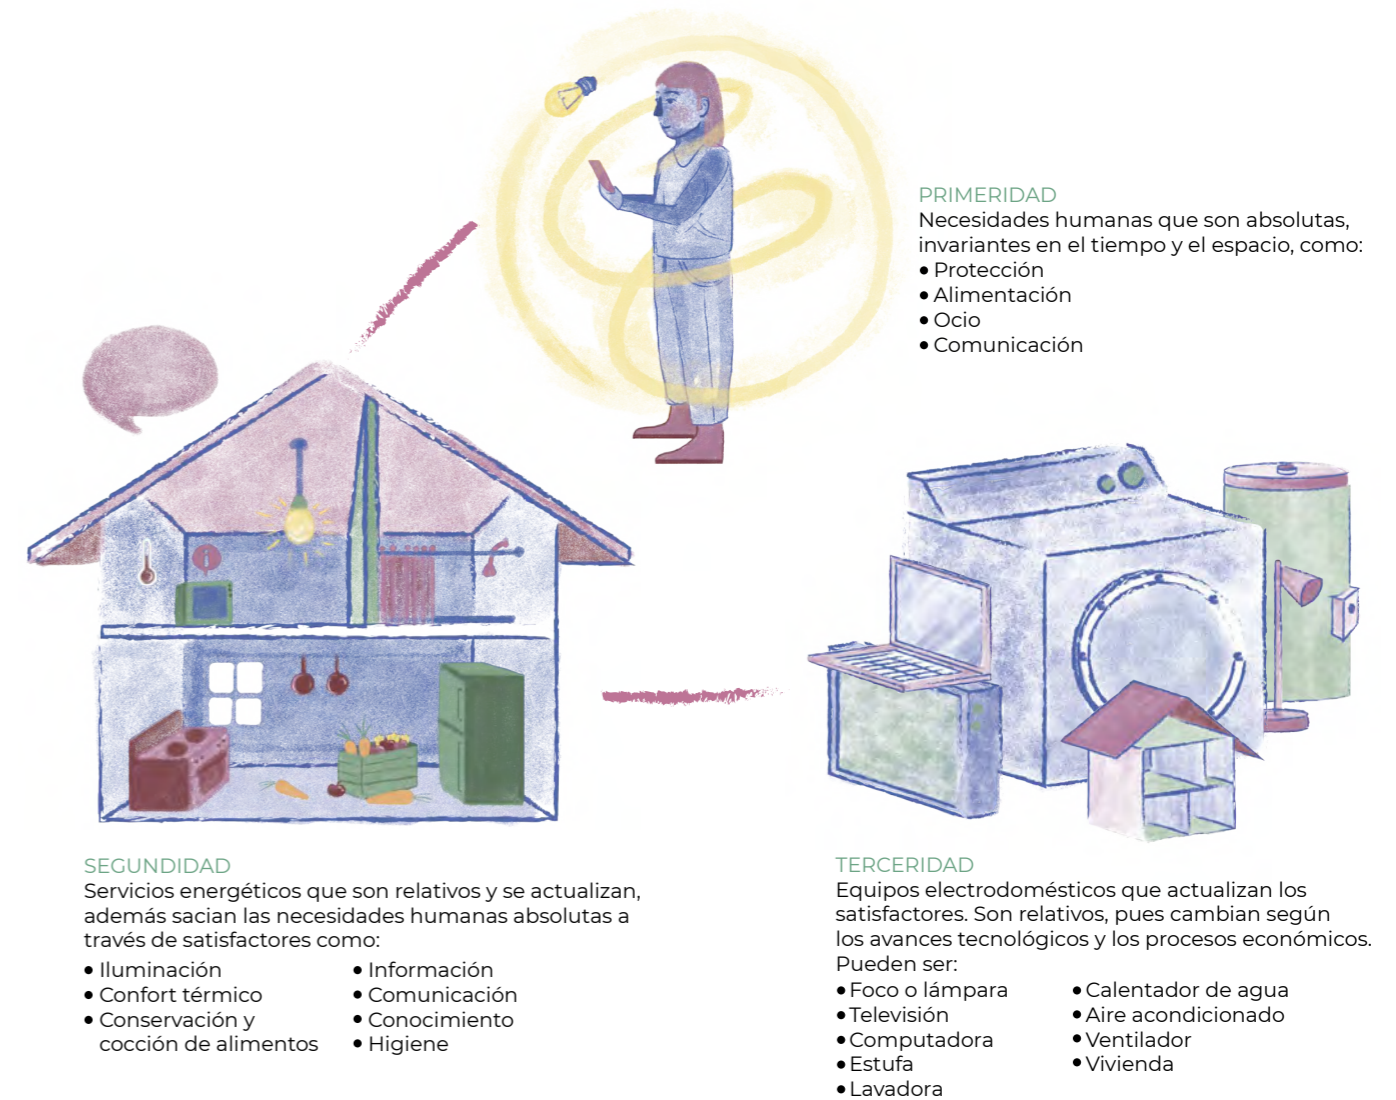 PRIMERIDAD
Necesidades humanas que son absolutas,
invariantes en el tiempo y el espacio, como:
• Protección
• Alimentación
• Ocio
• Comunicación
SEGUNDIDAD
Servicios energéticos que son relativos y se actualizan,
además sacian las necesidades humanas absolutas a
través de satisfactores como:
• Iluminación
• Confort térmico
• Conservación y
cocción de alimentos
• Información
• Comunicación
• Conocimiento
• Higiene
TERCERIDAD
Equipos electrodomésticos que actualizan los
satisfactores. Son relativos, pues cambian según
los avances tecnológicos y los procesos económicos.
Pueden ser:
• Foco o lámpara
• Televisión
• Computadora
• Estufa
• Lavadora
• Calentador de agua
• Aire acondicionado
• Ventilador
• Vivienda